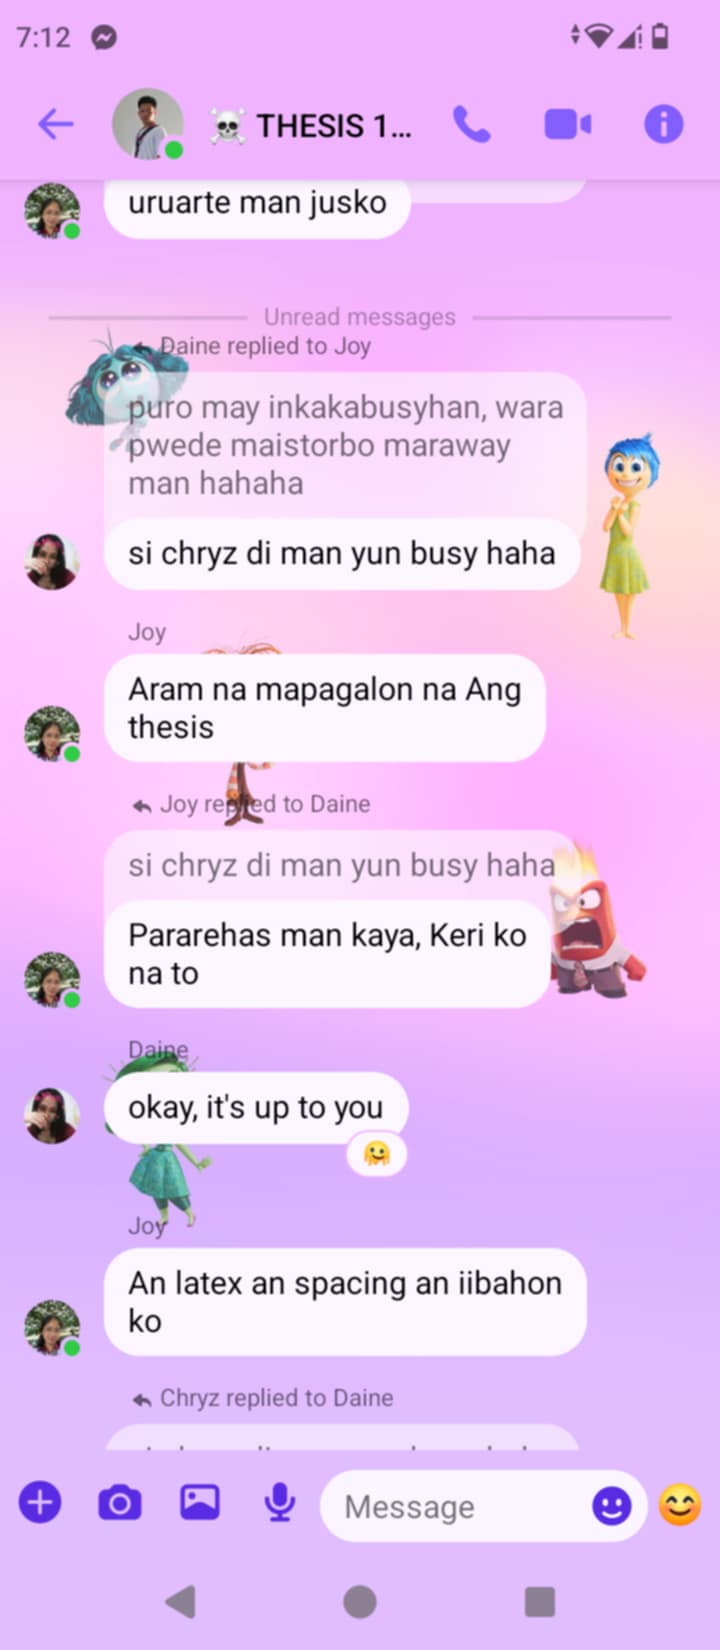 7:12
☠️ THESIS 1...
uruarte man jusko
Unread messages
Daine replied to Joy
puro may inkakabusyhan, wara
pwede maistorbo maraway
man hahaha
si chryz di man yun busy haha
Joy
Aram na mapagalon na Ang
thesis
Joy replied to Daine
si chryz di man yun busy haha
Pararehas man kaya, Keri ko
na to
Daine
okay, it's up to you
Joy
An latex an spacing an iibahon
ko
Chryz replied to Daine
Message